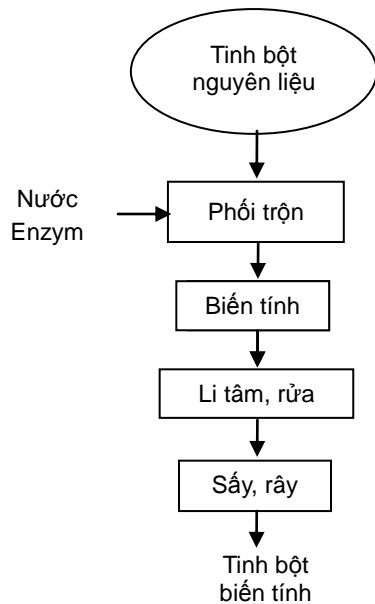 Tinh bột
nguyên liệu
Nước
Enzym
Phối trộn
Biến tính
Li tâm, rửa
Sấy, rây
Tinh bột
biến tính